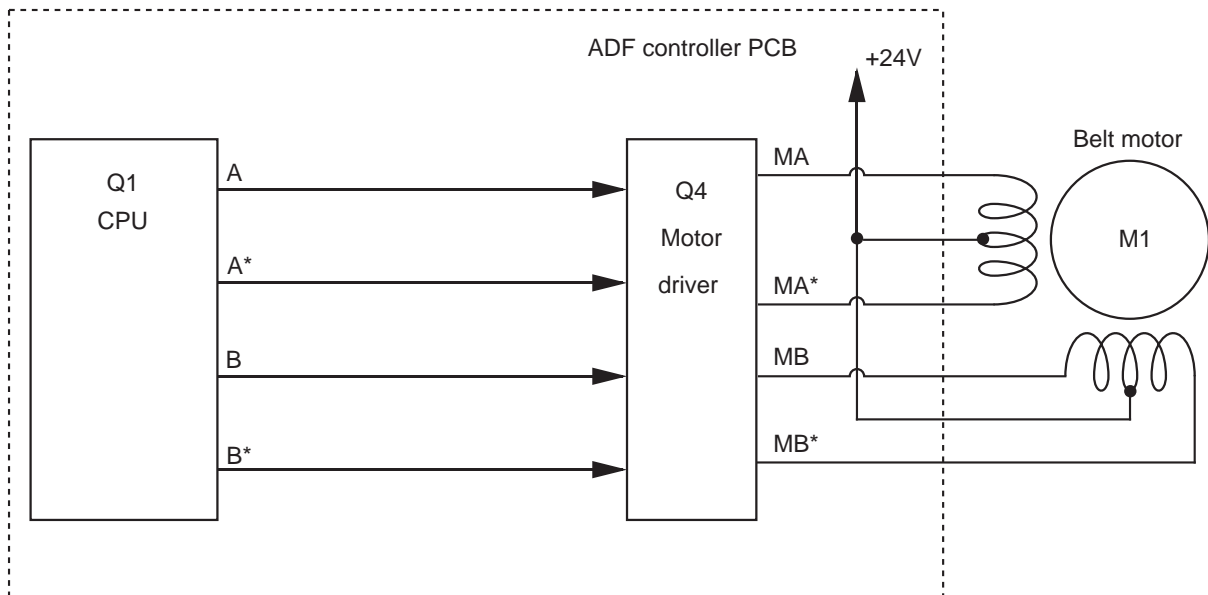 ADF controller PCB
+24V
Belt motor
Q1
CPU
A
A*
B
B*
Q4
Motor
driver
MA
MA*
MB
MB*
M1